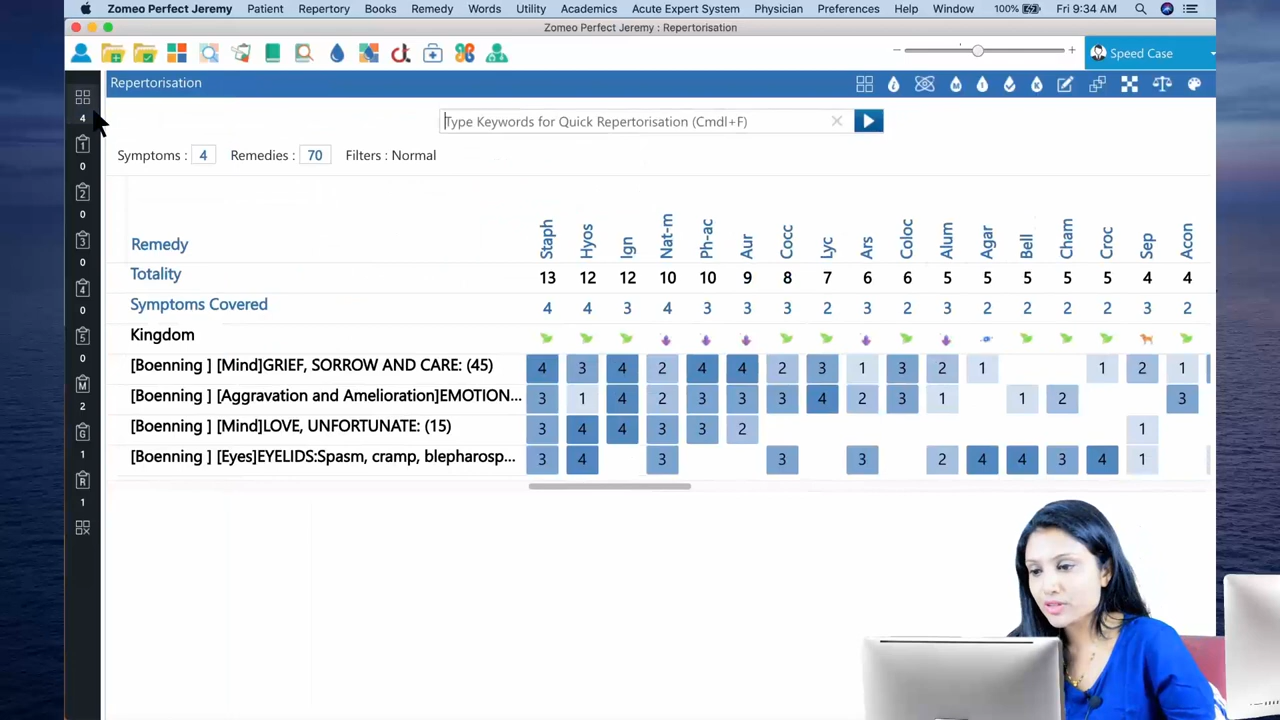 Zomeo Perfect Jeremy Patient Repertory Books Remedy Words Utility Academics Acute Expert System Physician Preferences Help Window 100% Fri 9:34 AM
Zomeo Perfect Jeremy : Repertorisation
Speed Case
Repertorisation
Type Keywords for Quick Repertorisation (Cmdl+F)
Symptoms : 4 Remedies : 70 Filters : Normal
Remedy Staph Hyos Ign Nat-m Ph-ac Aur Cocc Lyc Ars Coloc Alum Agar Bell Cham Croc Sep Acon
Totality 13 12 12 10 10 9 8 7 6 6 5 5 5 5 5 4 4
Symptoms Covered 4 4 3 4 3 3 3 2 3 2 3 2 2 2 2 3 2
Kingdom
[Boenning ] [Mind]GRIEF, SORROW AND CARE: (45) 4 3 4 2 4 4 2 3 1 3 2 1 1 2 1
[Boenning ] [Aggravation and Amelioration]EMOTION... 3 1 4 2 3 3 3 4 2 3 1 1 2 3
[Boenning ] [Mind]LOVE, UNFORTUNATE: (15) 3 4 4 3 3 2 1
[Boenning ] [Eyes]EYELIDS:Spasm, cramp, blepharosp... 3 4 3 3 3 2 4 4 3 4 1
4
1
0
2
0
3
0
4
0
5
0
M
2
G
1
R
1